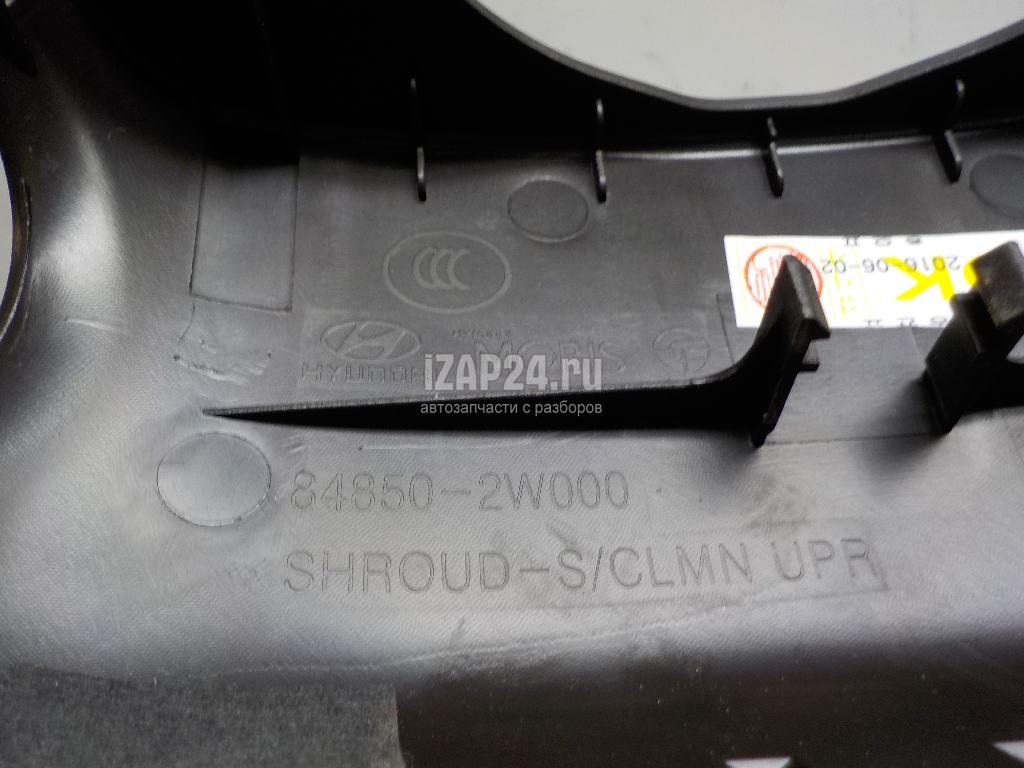 CCC
2016-06-02
HYUNDAI MOBIS
iZAP24.ru
автозапчасти с разборов
84850-2W000
SHROUD-S/CLMN UPR